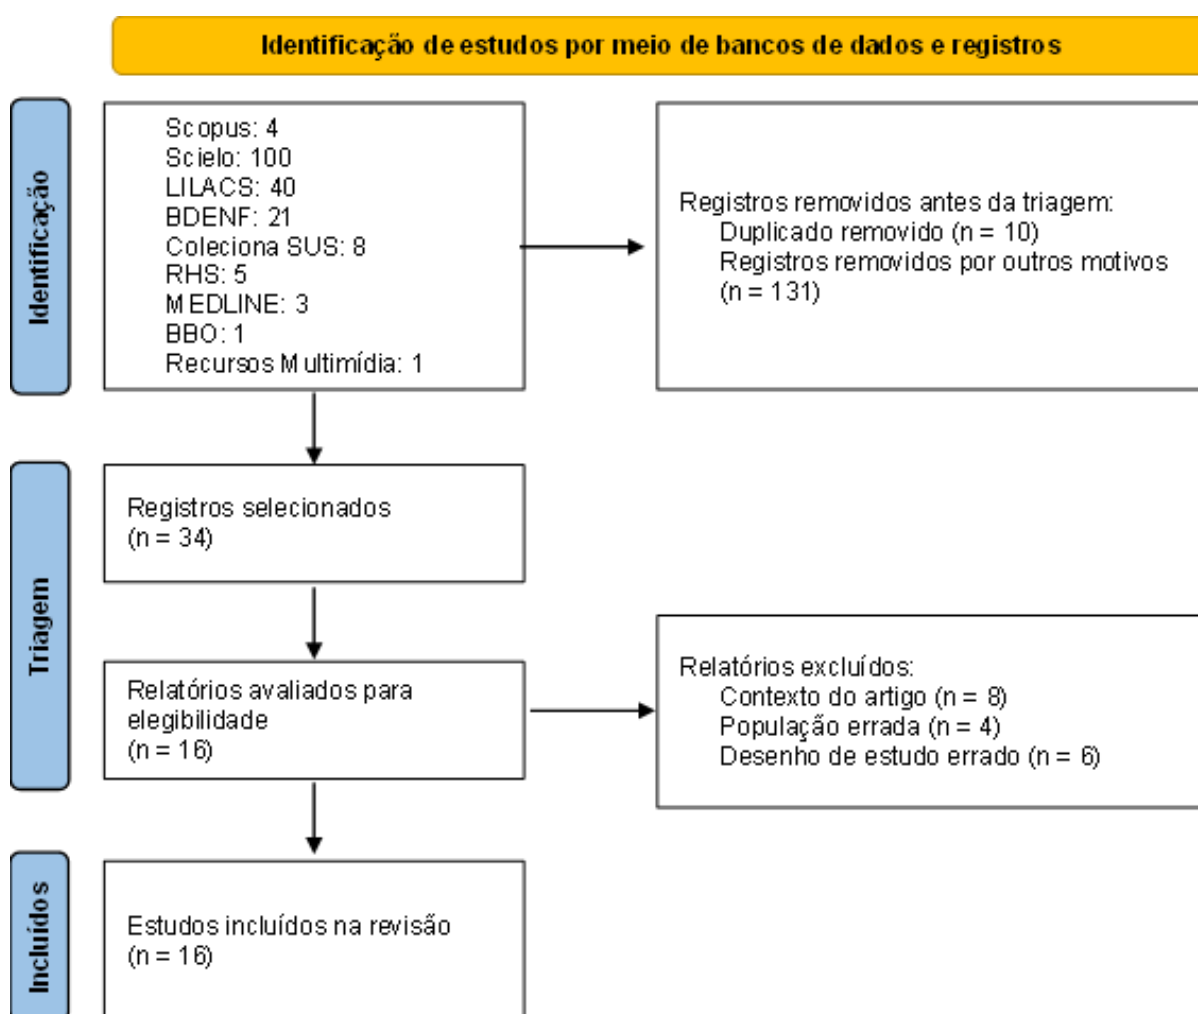 Identificação de estudos por meio de bancos de dados e registros
Identificação
Scopus: 4
Scielo: 100
LILACS: 40
BDENF: 21
Coleciona SUS: 8
RHS: 5
MEDLINE: 3
BBO: 1
Recursos Multimídia: 1
Registros removidos antes da triagem:
Duplicado removido (n = 10)
Registros removidos por outros motivos
(n = 131)
Triagem
Registros selecionados
(n = 34)
Relatórios avaliados para
elegibilidade
(n = 16)
Relatórios excluídos:
Contexto do artigo (n = 8)
População errada (n = 4)
Desenho de estudo errado (n = 6)
Incluídos
Estudos incluídos na revisão
(n = 16)